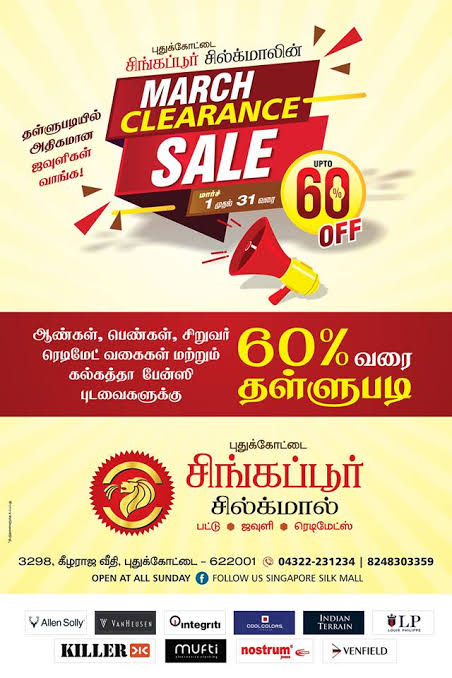 புதுக்கோட்டை
சிங்கப்பூர் சில்க்மாலின்
MARCH
CLEARANCE
SALE
தள்ளுபடியில்
அதிகமான
ஜவுளிகள்
வாங்க!
மார்ச்
1 முதல் 31 வரை
UPTO
60%
OFF
ஆண்கள், பெண்கள், சிறுவர்
ரெடிமேட் வகைகள் மற்றும்
கல்கத்தா பேன்ஸி
புடவைகளுக்கு
60% வரை
தள்ளுபடி
புதுக்கோட்டை
சிங்கப்பூர்
சில்க்மால்
பட்டு ஜவுளி ரெடிமேட்ஸ்
3298, கீழராஜ வீதி, புதுக்கோட்டை - 622001 04322-231234 | 8248303359
OPEN AT ALL SUNDAY FOLLOW US SINGAPORE SILK MALL
Allen Solly VAN HEUSEN integriti COOLCOLORS INDIAN TERRAIN LP LOUIS PHILIPPE
KILLER mufti nostrum jeans VENFIELD